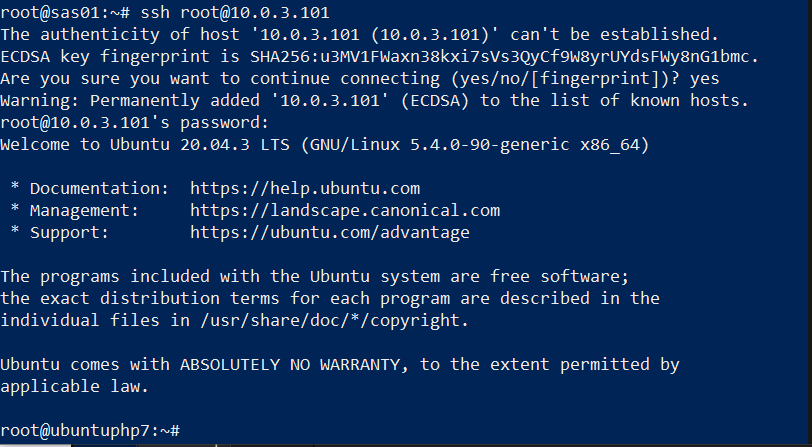 root@sas01:~# ssh root@10.0.3.101
The authenticity of host '10.0.3.101 (10.0.3.101)' can't be established.
ECDSA key fingerprint is SHA256:u3MV1FWaxn38kxi7sVs3QyCf9W8yrUYdsFWy8nG1bmc.
Are you sure you want to continue connecting (yes/no/[fingerprint])? yes
Warning: Permanently added '10.0.3.101' (ECDSA) to the list of known hosts.
root@10.0.3.101's password:
Welcome to Ubuntu 20.04.3 LTS (GNU/Linux 5.4.0-90-generic x86_64)

 * Documentation:  https://help.ubuntu.com
 * Management:     https://landscape.canonical.com
 * Support:        https://ubuntu.com/advantage

The programs included with the Ubuntu system are free software;
the exact distribution terms for each program are described in the
individual files in /usr/share/doc/*/copyright.

Ubuntu comes with ABSOLUTELY NO WARRANTY, to the extent permitted by
applicable law.

root@ubuntuphp7:~#